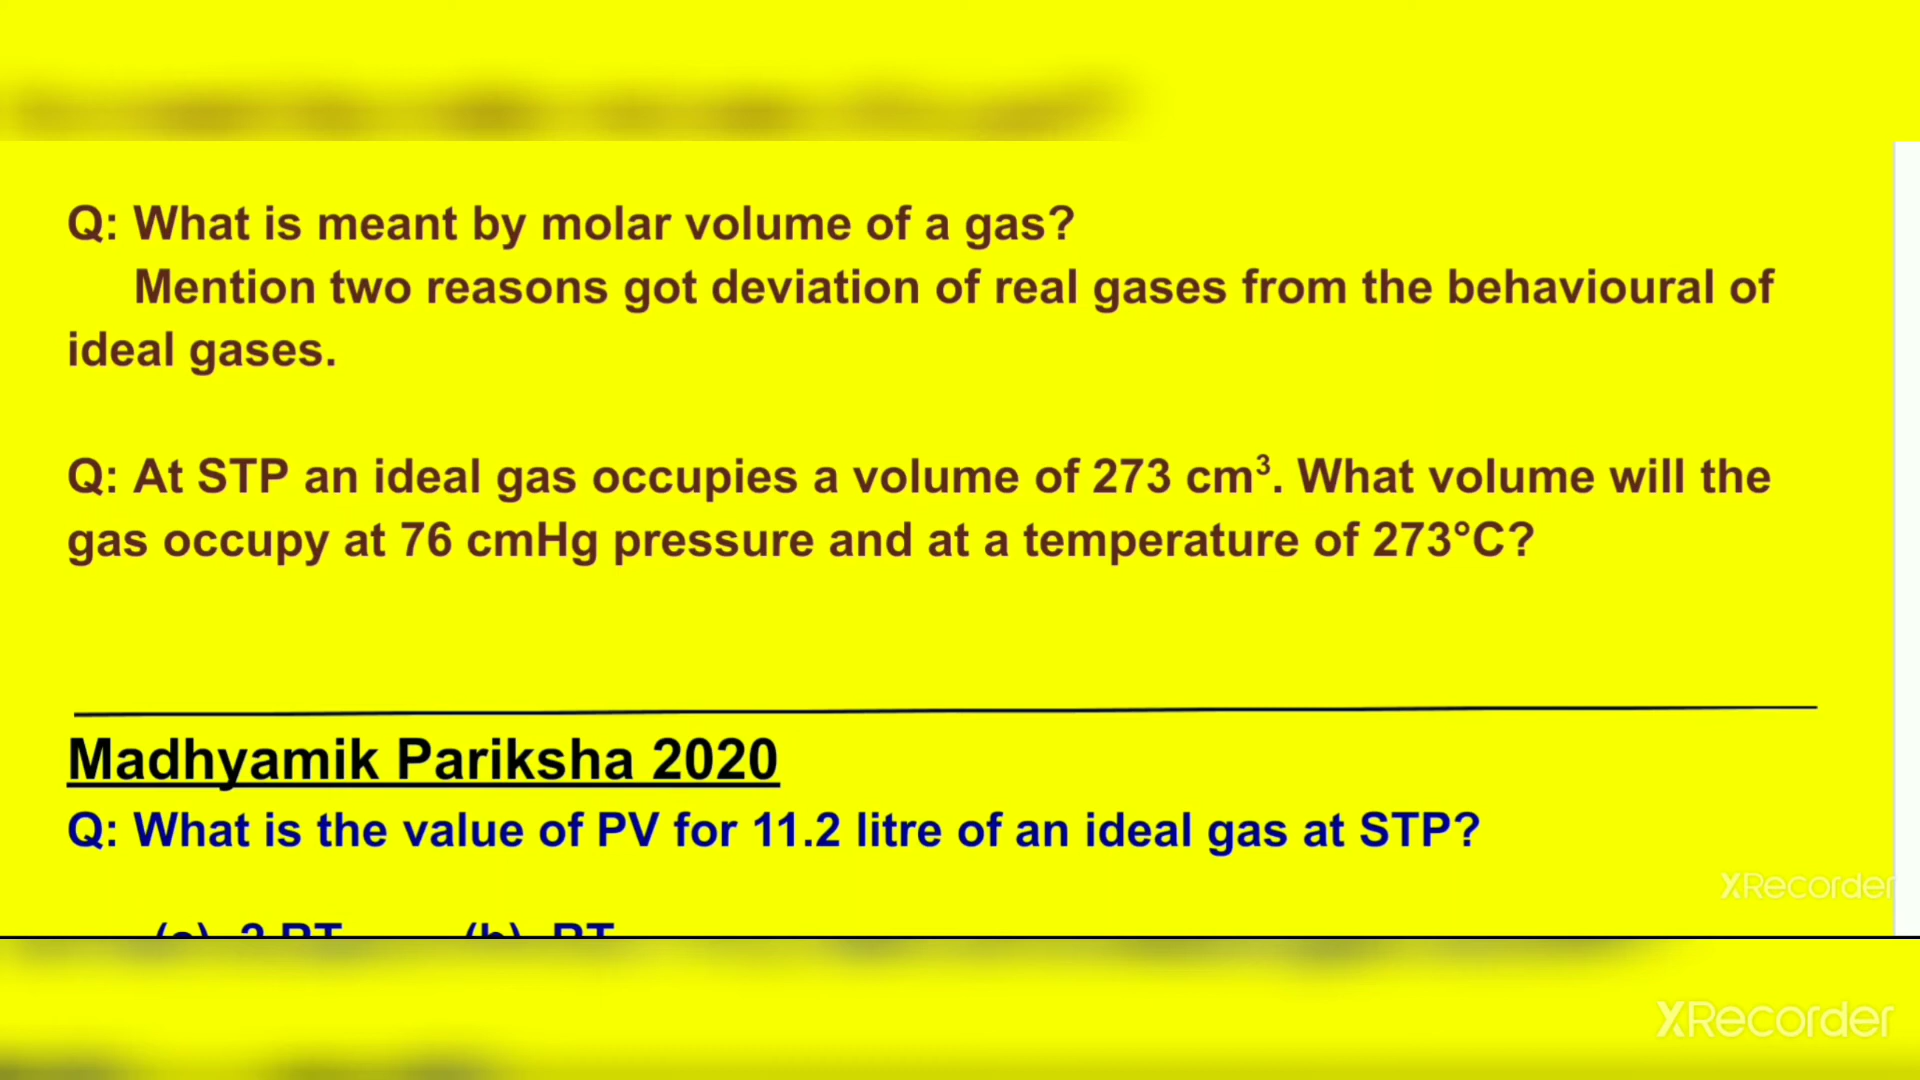 Q: What is meant by molar volume of a gas?
Mention two reasons got deviation of real gases from the behavioural of
ideal gases.
Q: At STP an ideal gas occupies a volume of 273 cm³. What volume will the
gas occupy at 76 cmHg pressure and at a temperature of 273°C?
Madhyamik Pariksha 2020
Q: What is the value of PV for 11.2 litre of an ideal gas at STP?
XRecorder
(a) 2 RT (b) RT
XRecorder